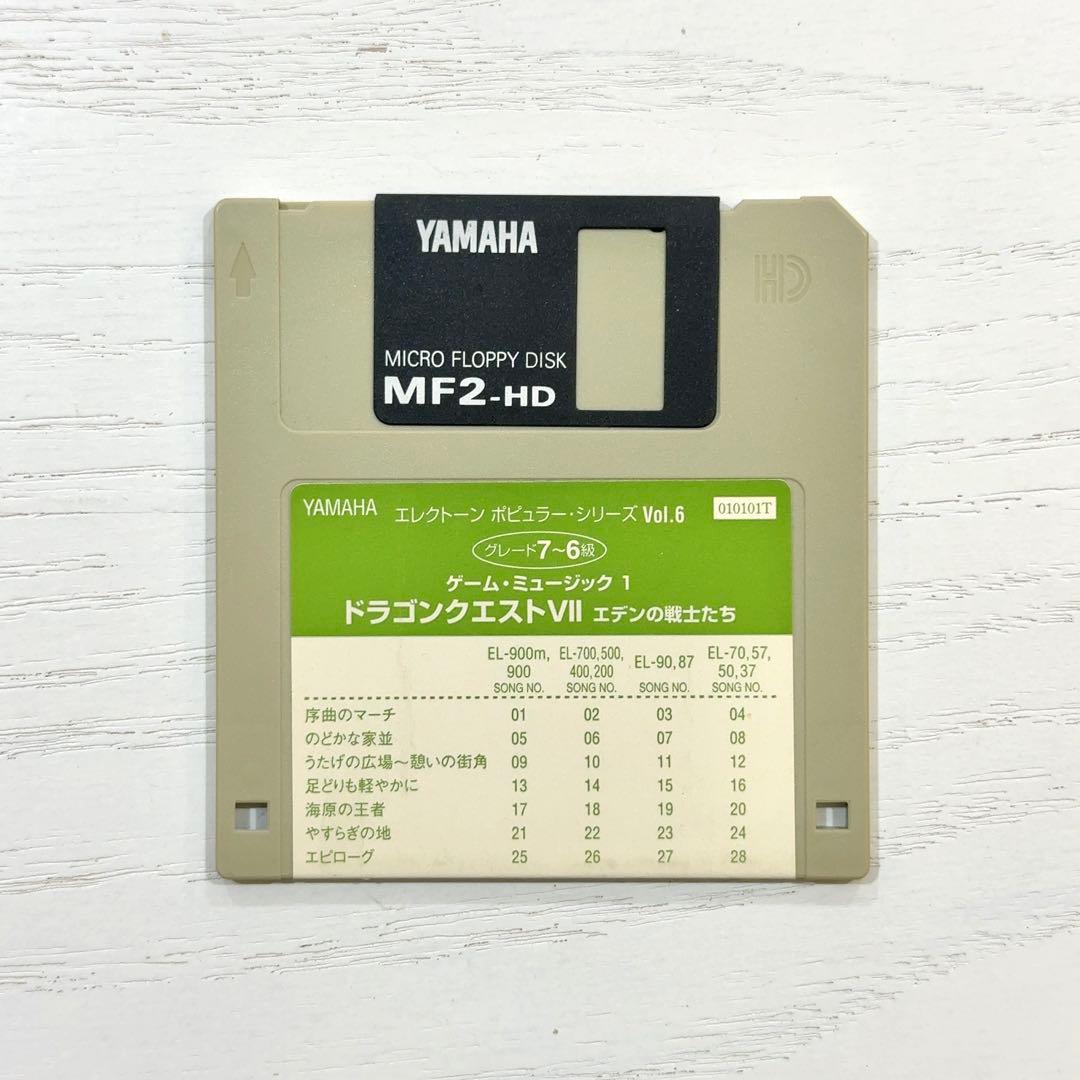 YAMAHA
HD
MICRO FLOPPY DISK
MF2-HD
YAMAHA エレクトーン ポピュラー・シリーズ Vol.6 010101T
グレード7〜6級
ゲーム・ミュージック 1
ドラゴンクエストVII エデンの戦士たち
EL-900m, EL-700,500, EL-90,87 EL-70,57,
900 400,200 50,37
SONG NO. SONG NO. SONG NO. SONG NO.
序曲のマーチ 01 02 03 04
のどかな家並 05 06 07 08
うたげの広場〜憩いの街角 09 10 11 12
足どりも軽やかに 13 14 15 16
海原の王者 17 18 19 20
やすらぎの地 21 22 23 24
エピローグ 25 26 27 28